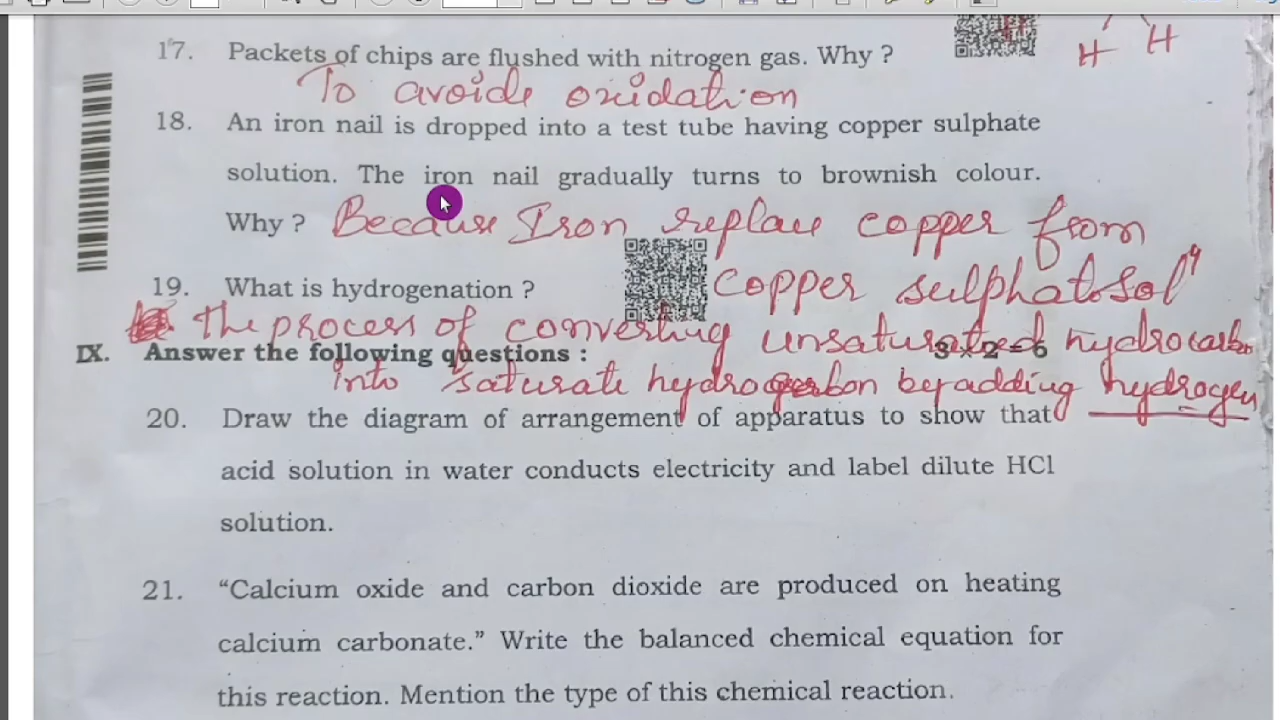 H H
17. Packets of chips are flushed with nitrogen gas. Why ?
To avoide oxidation
18. An iron nail is dropped into a test tube having copper sulphate
solution. The iron nail gradually turns to brownish colour.
Why ? Because Iron replace copper from
19. What is hydrogenation ? copper sulphate solⁿ
the process of converting unsaturated hydrocarbo
IX. Answer the following questions : 3 × 2 = 6
into saturate hydrocarbon by adding hydrogen
20. Draw the diagram of arrangement of apparatus to show that
acid solution in water conducts electricity and label dilute HCl
solution.
21. “Calcium oxide and carbon dioxide are produced on heating
calcium carbonate.” Write the balanced chemical equation for
this reaction. Mention the type of this chemical reaction.